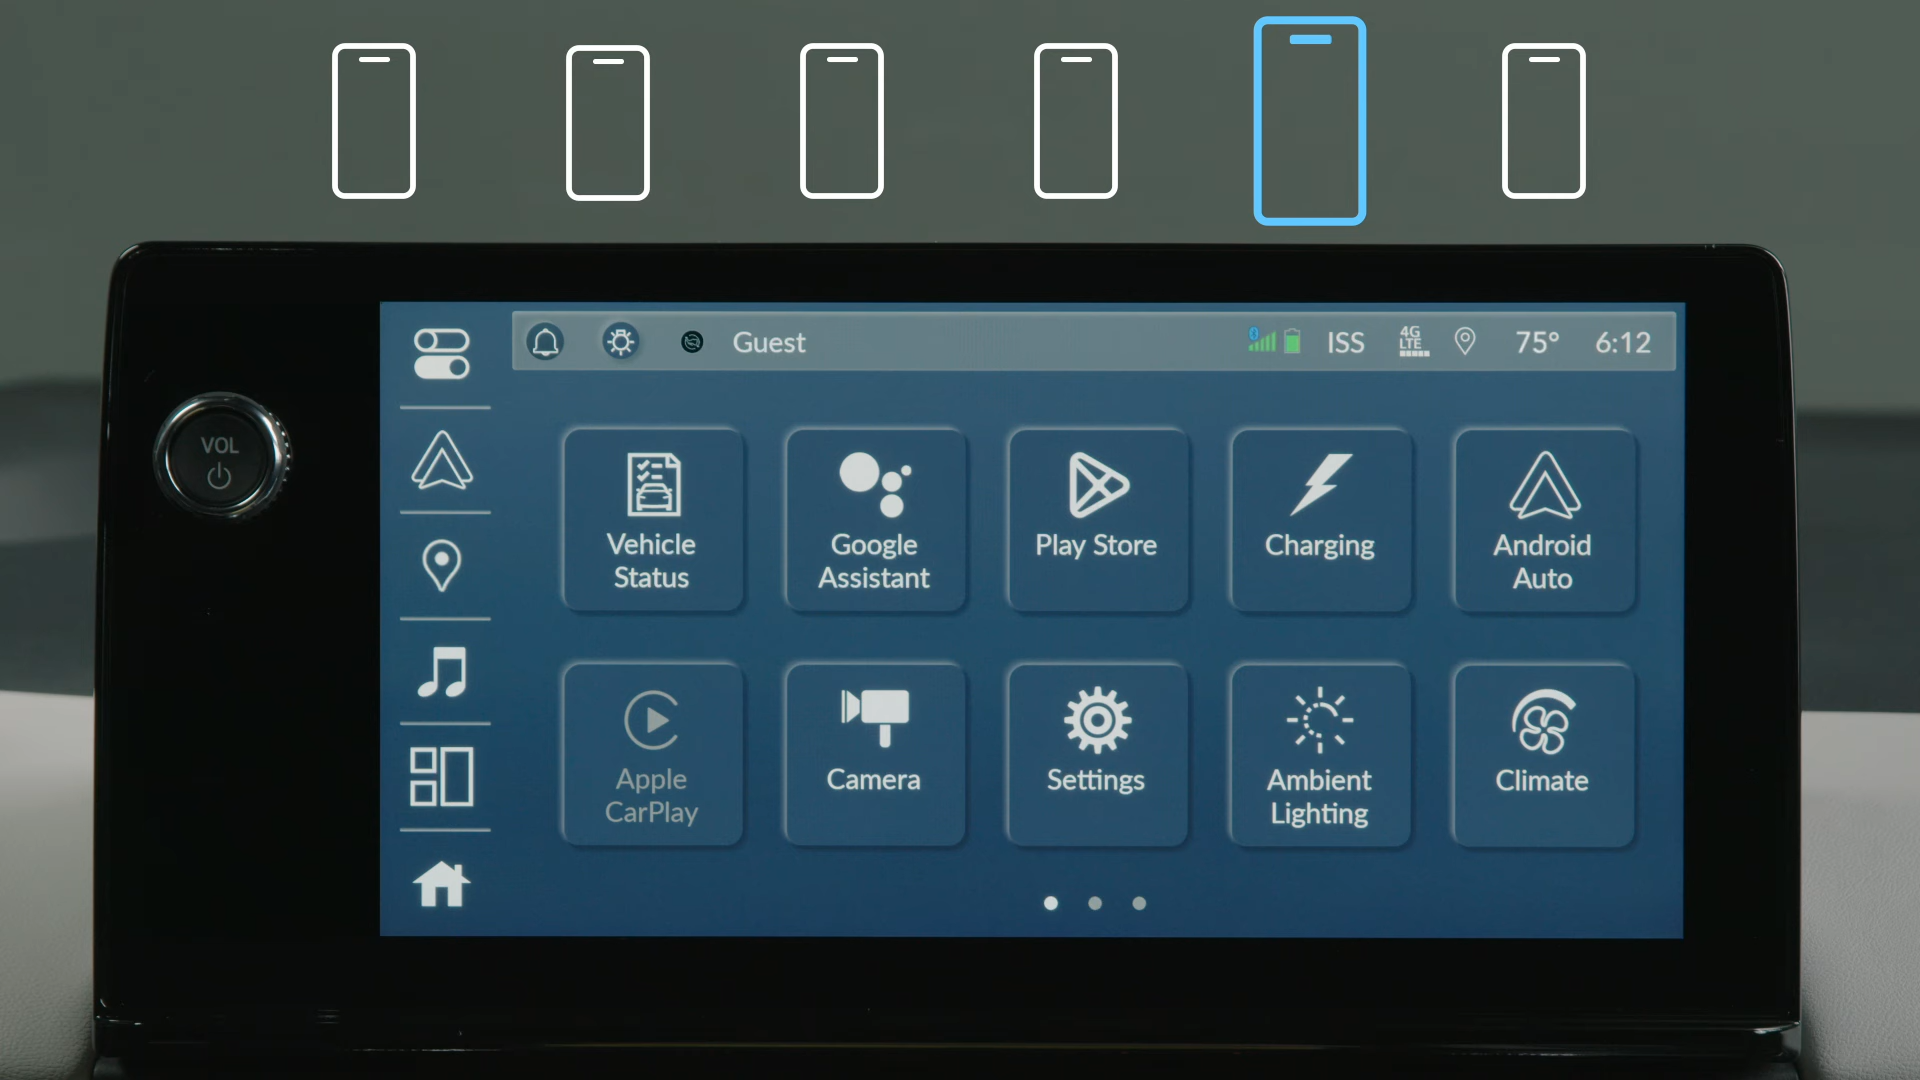 Guest
ISS
4G
LTE
75°
6:12
VOL
Vehicle
Status
Google
Assistant
Play Store
Charging
Android
Auto
Apple
CarPlay
Camera
Settings
Ambient
Lighting
Climate